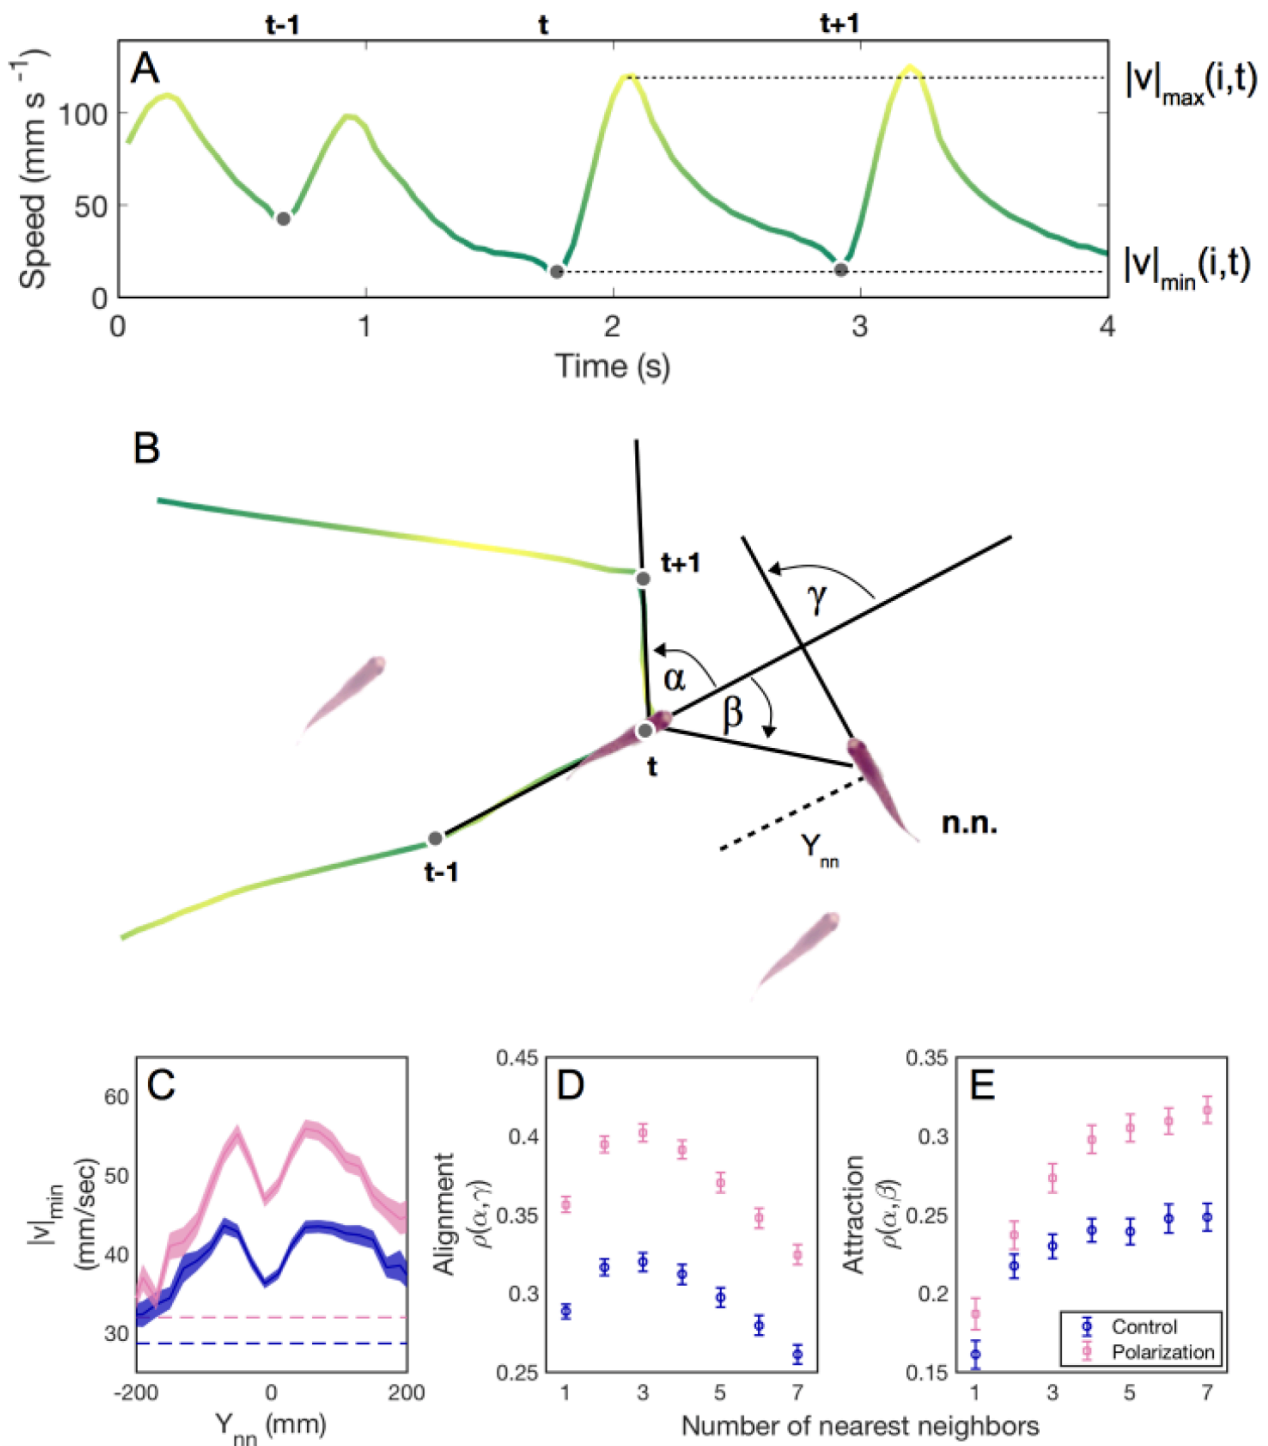 t-1 t t+1
A
Speed (mm s -1)
100
50
0
0 1 2 3 4
Time (s)
|v|max(i,t)
|v|min(i,t)
B
t+1
γ
α
β
t
n.n.
Ynn
t-1
C
60
50
40
30
|v|min
(mm/sec)
-200 0 200
Ynn (mm)
D
0.45
0.4
0.35
0.3
0.25
Alignment
ρ(α,γ)
1 3 5 7
E
0.35
0.3
0.25
0.2
0.15
Attraction
ρ(α,β)
Control
Polarization
1 3 5 7
Number of nearest neighbors